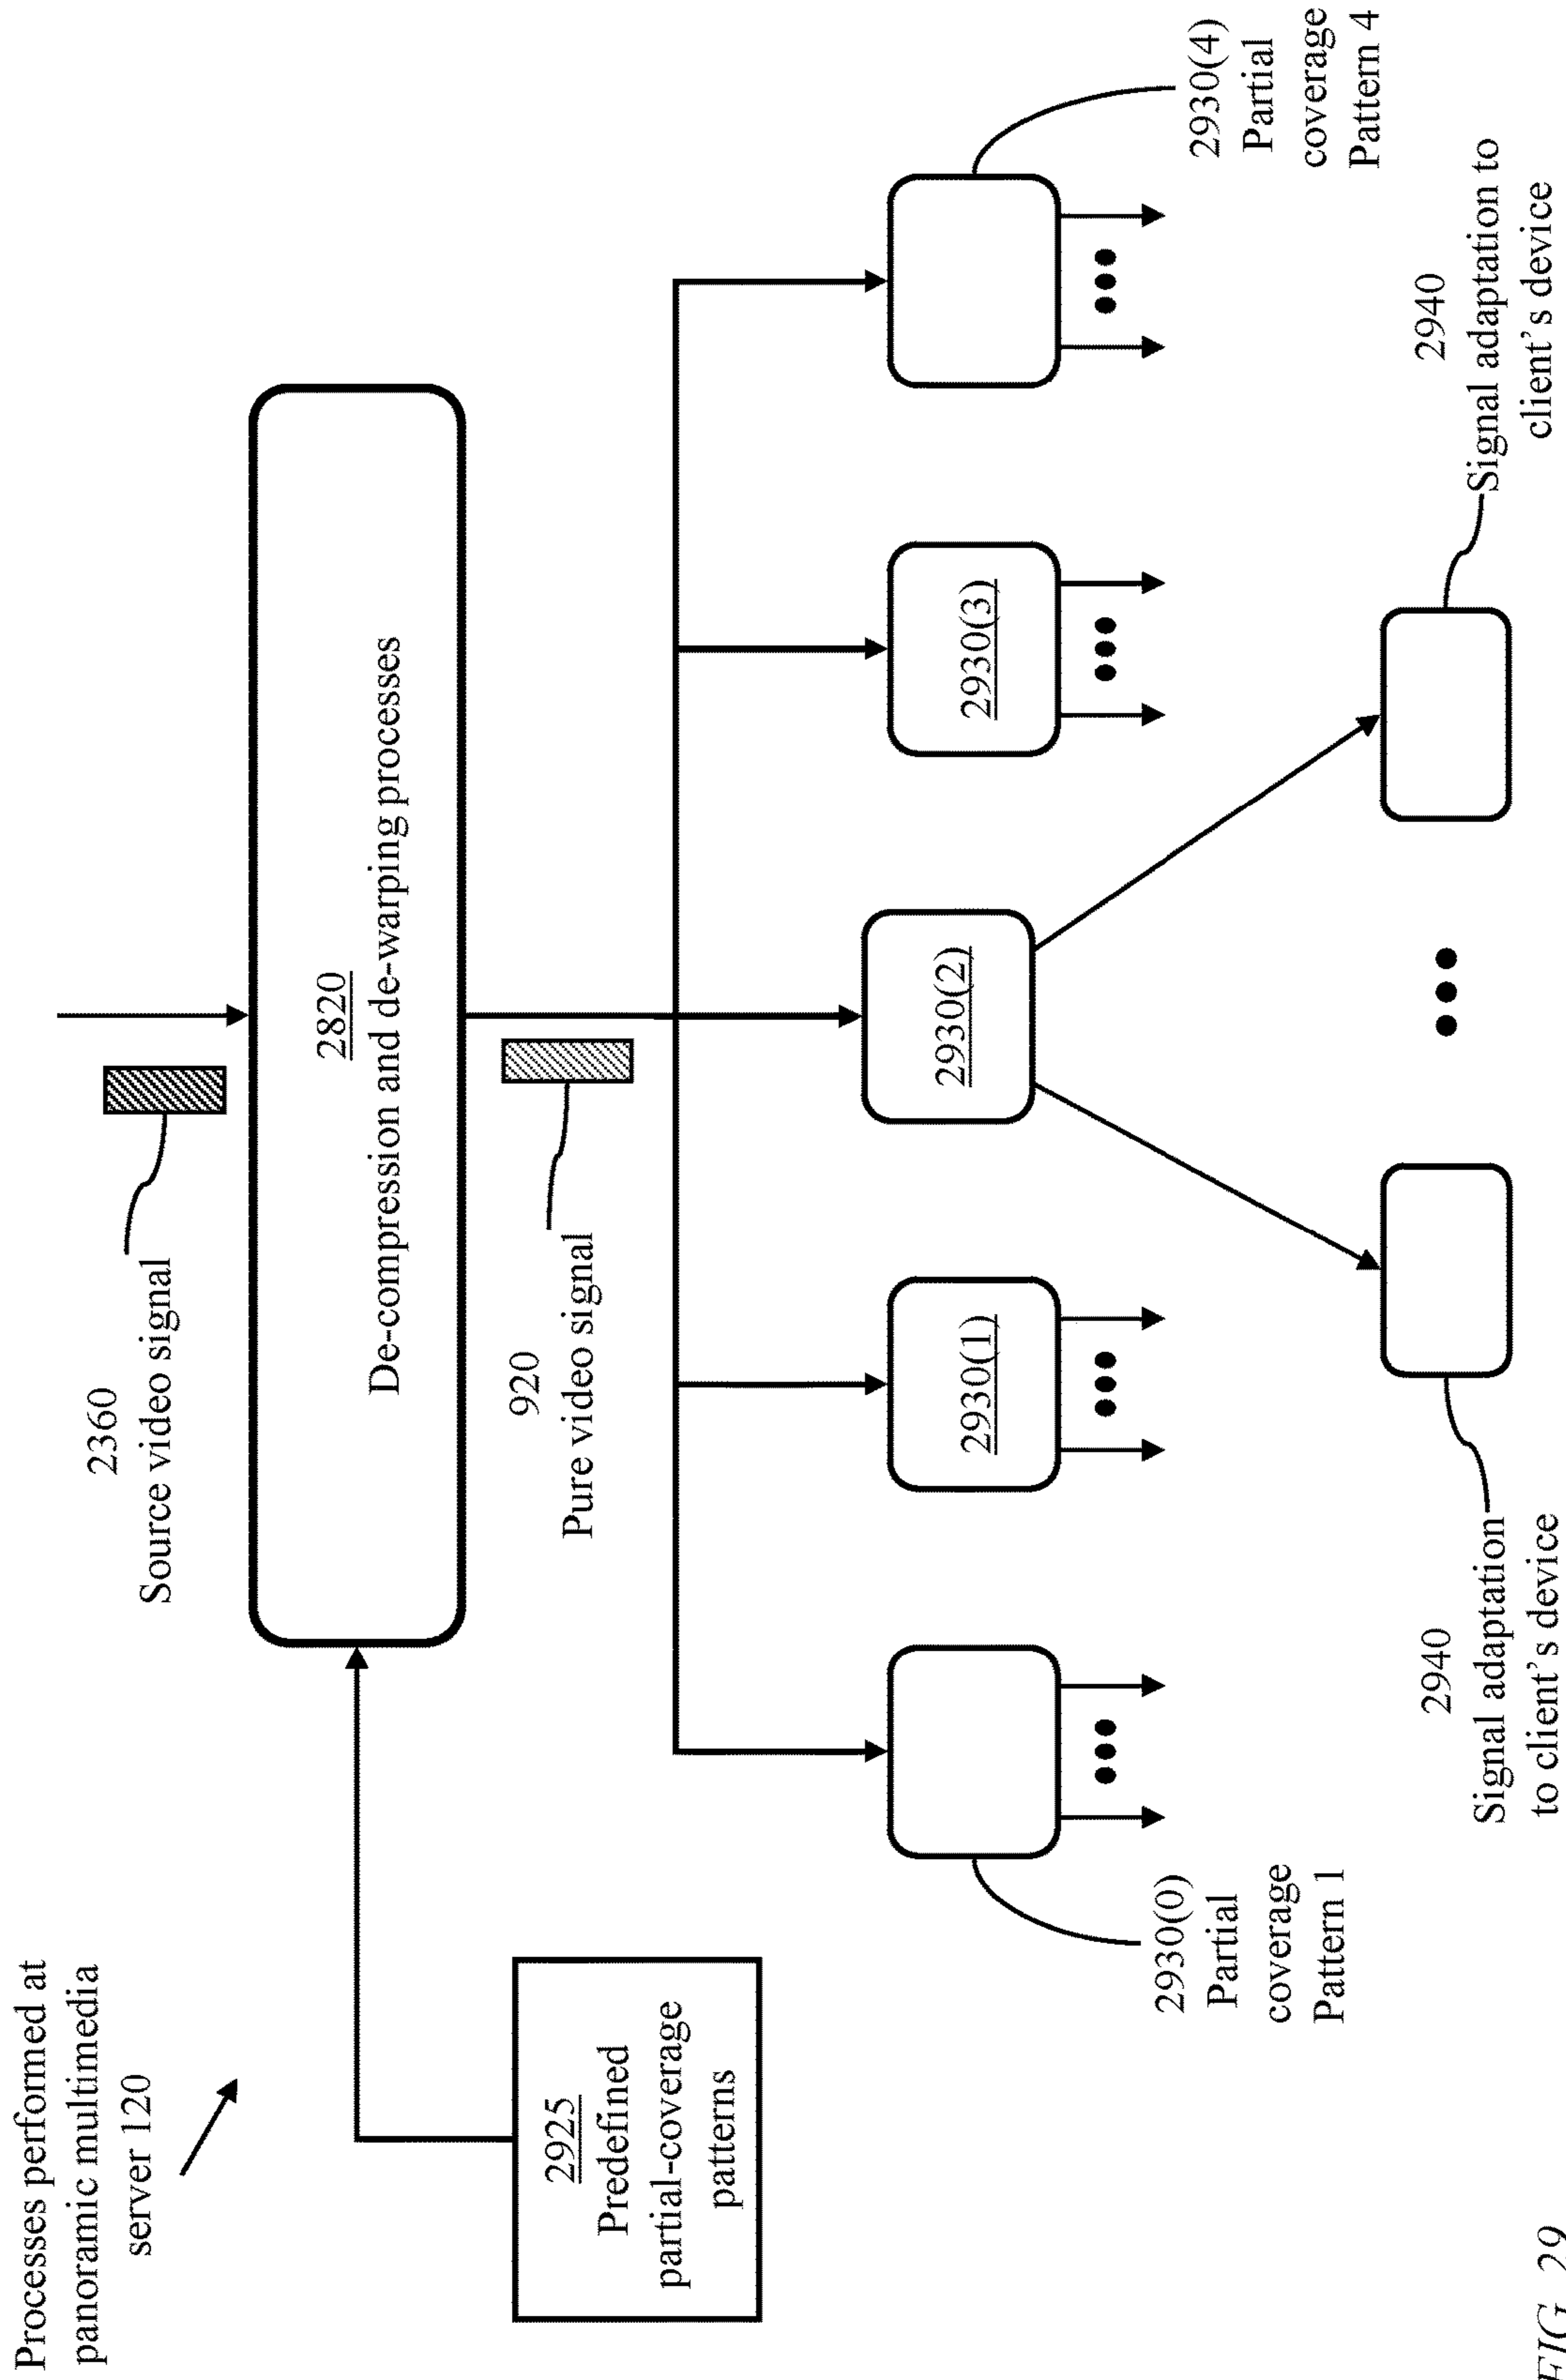 Processes performed at
panoramic multimedia
server 120
2360
Source video signal
2820
De-compression and de-warping processes
2925
Predefined
partial-coverage
patterns
920
Pure video signal
2930(0)
Partial
coverage
Pattern 1
2930(1)
2930(2)
2930(3)
2930(4)
Partial
coverage
Pattern 4
2940
Signal adaptation
to client's device
2940
Signal adaptation to
client's device
FIG. 29